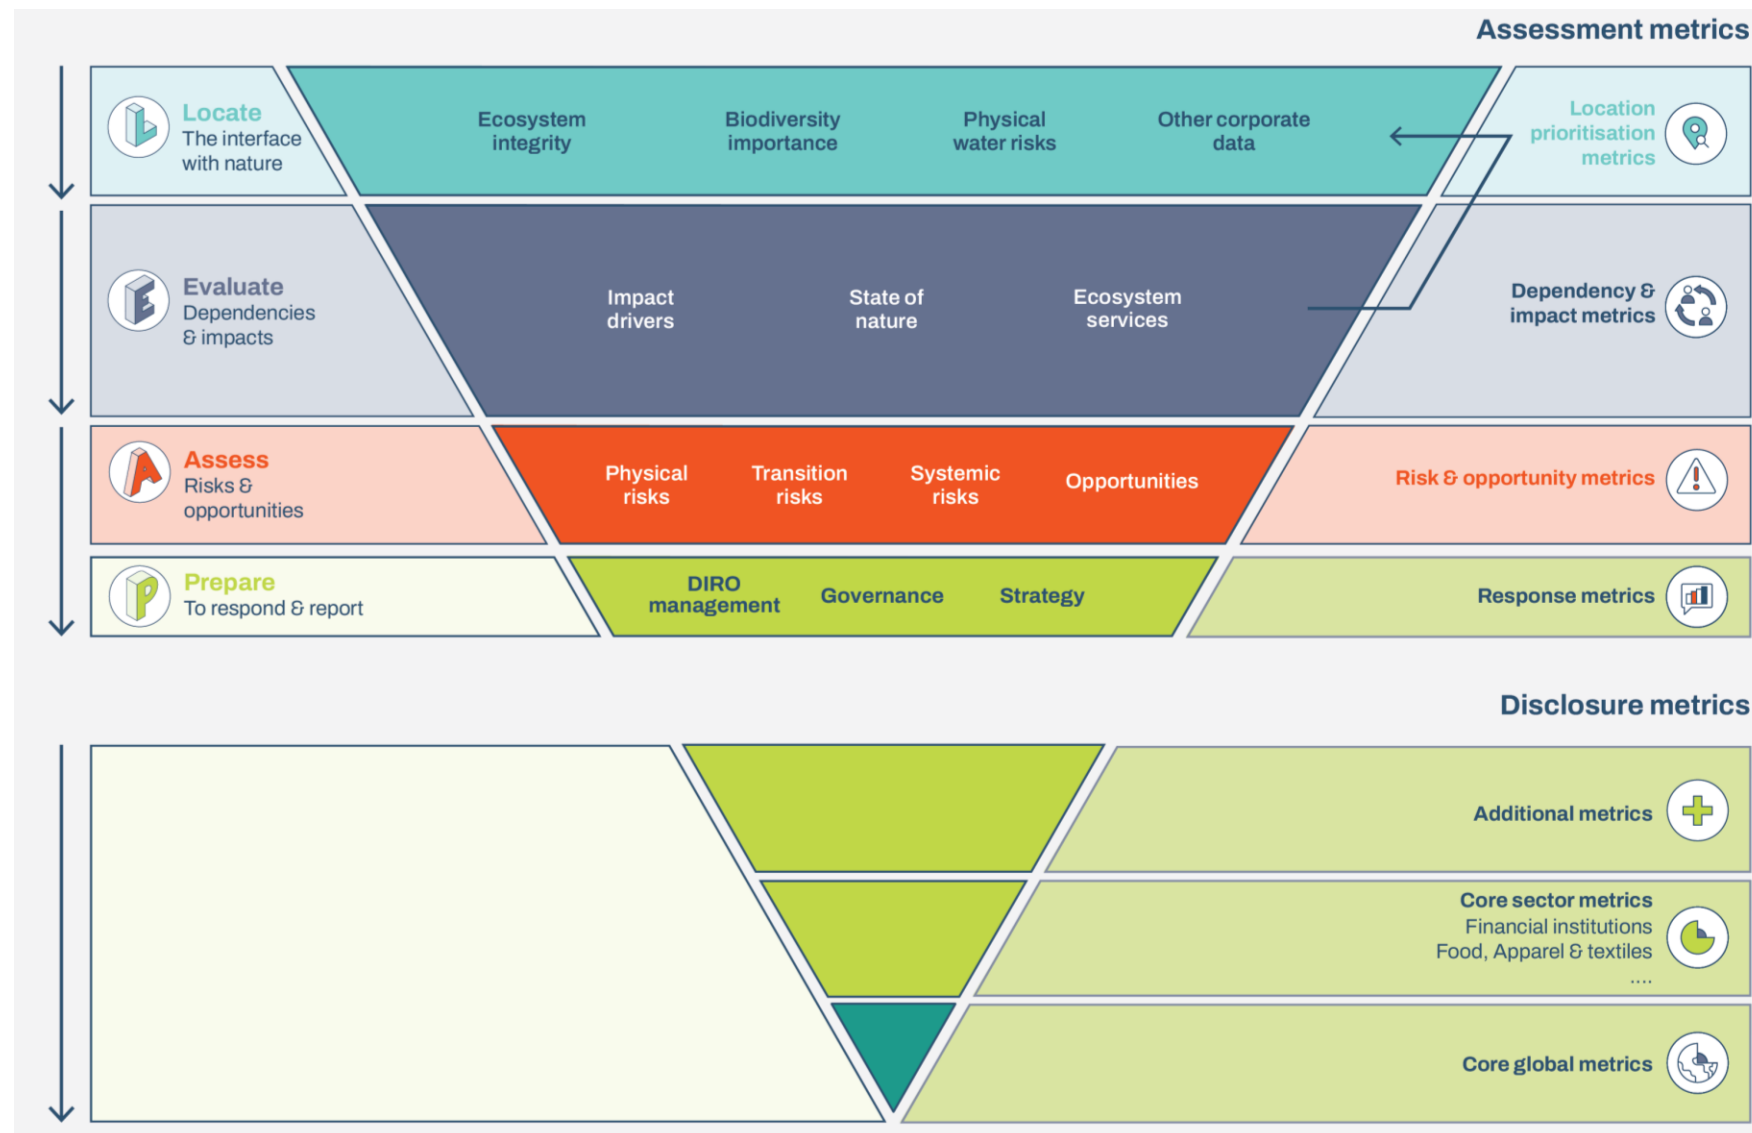 Assessment metrics
L
Locate
The interface
with nature
Ecosystem
integrity
Biodiversity
importance
Physical
water risks
Other corporate
data
Location
prioritisation
metrics
E
Evaluate
Dependencies
& impacts
Impact
drivers
State of
nature
Ecosystem
services
Dependency &
impact metrics
A
Assess
Risks &
opportunities
Physical
risks
Transition
risks
Systemic
risks
Opportunities
Risk & opportunity metrics
P
Prepare
To respond & report
DIRO
management
Governance
Strategy
Response metrics
Disclosure metrics
Additional metrics
Core sector metrics
Financial institutions
Food, Apparel & textiles
....
Core global metrics